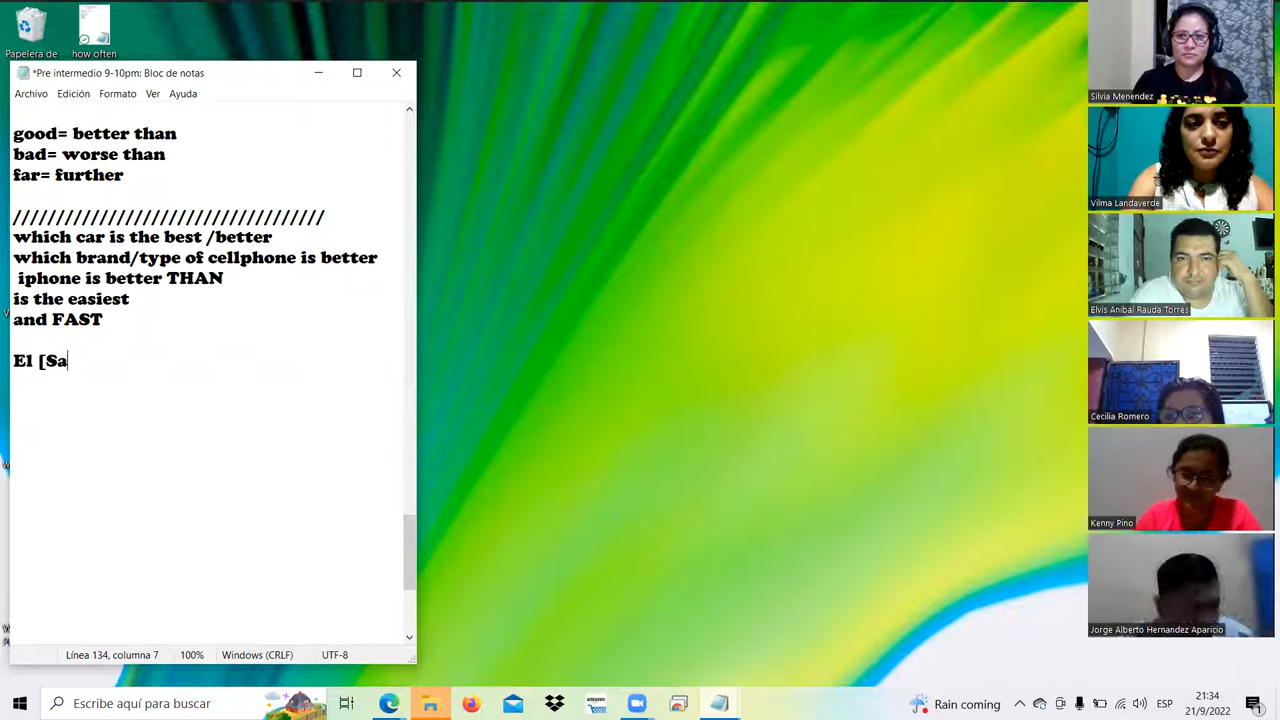 Papelera de
how often
*Pre intermedio 9-10pm: Bloc de notas
Archivo Edición Formato Ver Ayuda
good= better than
bad= worse than
far= further
////////////////////////////////////
which car is the best /better
which brand/type of cellphone is better
iphone is better THAN
is the easiest
and FAST
El [Sa
Línea 134, columna 7 100% Windows (CRLF) UTF-8
Silvia Menendez
Vilma Landaverde
Elvis Anibal Rauda Torres
Cecilia Romero
Kenny Pino
Jorge Alberto Hernandez Aparicio
Escribe aquí para buscar
amazon
Rain coming
ESP
21:34
21/9/2022
1